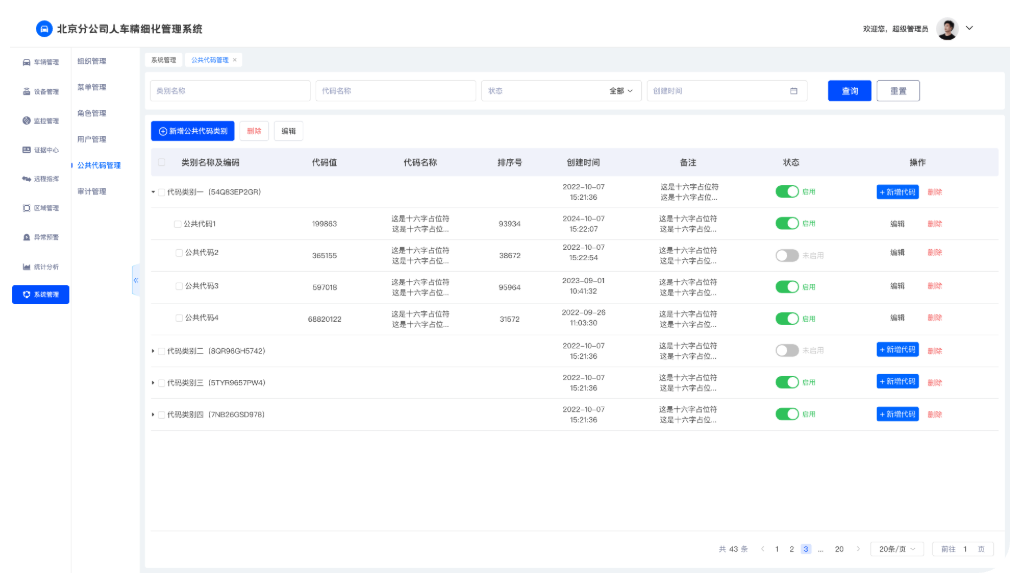 北京分公司人车精细化管理系统
欢迎您，超级管理员
车辆管理
设备管理
监控管理
证据中心
远程指挥
区域管理
异常预警
统计分析
系统管理
组织管理
菜单管理
角色管理
用户管理
公共代码管理
审计管理
系统管理 公共代码管理 ×
类别名称 代码名称 状态 全部 创建时间 查询 重置
新增公共代码类别 删除 编辑
类别名称及编码 代码值 代码名称 排序号 创建时间 备注 状态 操作
代码类别一（54Q83EP2GR） 2022-10-07 15:21:36 这是十六字占位符 这是十六字占位... 启用 +新增代码 删除
公共代码1 199863 这是十六字占位符 这是十六字占位... 93934 2024-10-07 15:22:07 这是十六字占位符 这是十六字占位... 启用 编辑 删除
公共代码2 365155 这是十六字占位符 这是十六字占位... 38672 2022-10-07 15:22:54 这是十六字占位符 这是十六字占位... 未启用 编辑 删除
公共代码3 597018 这是十六字占位符 这是十六字占位... 95964 2023-09-01 10:41:32 这是十六字占位符 这是十六字占位... 启用 编辑 删除
公共代码4 68820122 这是十六字占位符 这是十六字占位... 31572 2022-09-26 11:03:30 这是十六字占位符 这是十六字占位... 启用 编辑 删除
代码类别二（8QR96GH5742） 2022-10-07 15:21:36 这是十六字占位符 这是十六字占位... 未启用 +新增代码 删除
代码类别三（5TYR9657PW4） 2022-10-07 15:21:36 这是十六字占位符 这是十六字占位... 启用 +新增代码 删除
代码类别四（7NB26GSD978） 2022-10-07 15:21:36 这是十六字占位符 这是十六字占位... 启用 +新增代码 删除
共 43 条 1 2 3 ... 20 20条/页 前往 1 页